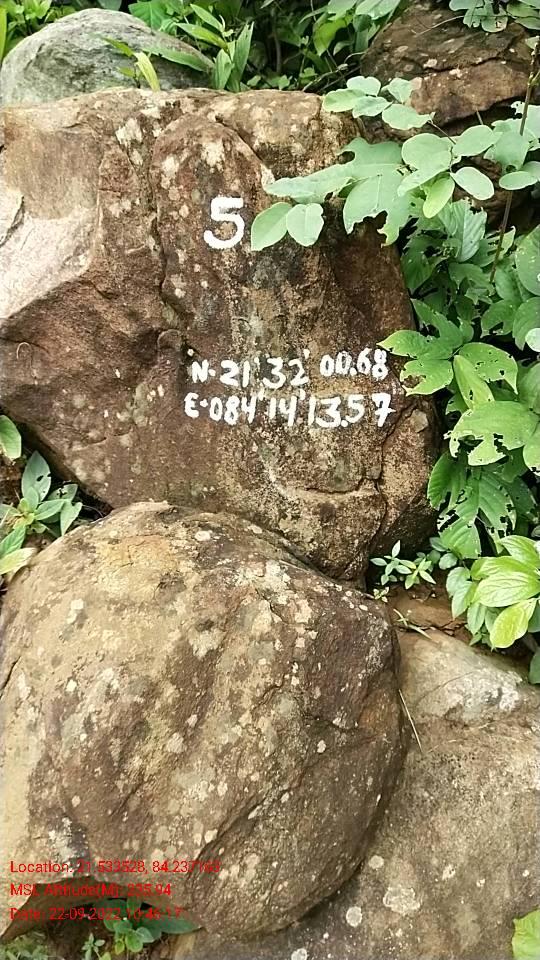 5
N-21'32' 00.68
E-084'14'13.57
Location: 21.533528, 84.237163
MSL Altitude(M): 235.94
Date: 22-09-2022 10:46:17